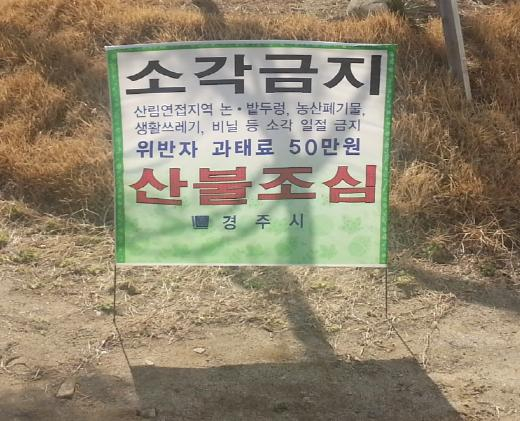 소각금지
산림연접지역 논·밭두렁, 농산폐기물,
생활쓰레기, 비닐 등 소각 일절 금지
위반자 과태료 50만원
산불조심
경주시